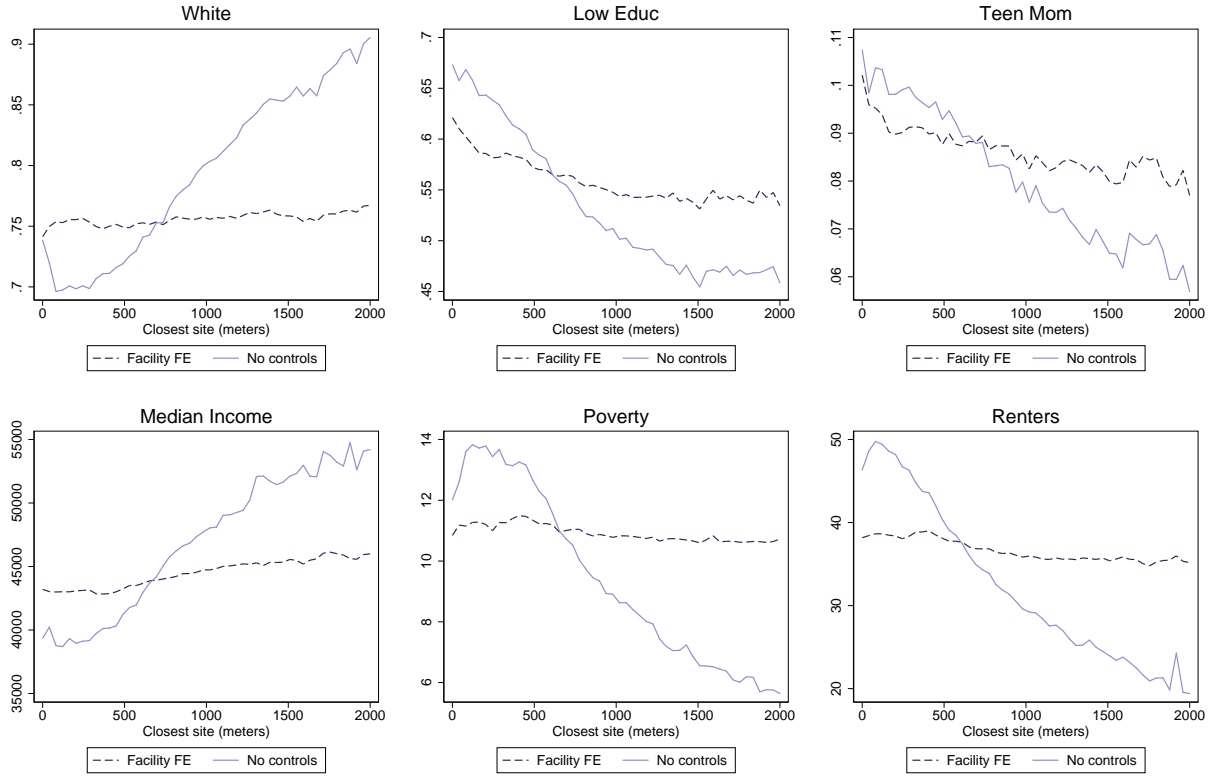 White
.7 .75 .8 .85 .9
0 500 1000 1500 2000
Closest site (meters)
Facility FE No controls
Low Educ
.45 .5 .55 .6 .65 .7
0 500 1000 1500 2000
Closest site (meters)
Facility FE No controls
Teen Mom
.06 .07 .08 .09 .1 .11
0 500 1000 1500 2000
Closest site (meters)
Facility FE No controls
Median Income
35000 40000 45000 50000 55000
0 500 1000 1500 2000
Closest site (meters)
Facility FE No controls
Poverty
6 8 10 12 14
0 500 1000 1500 2000
Closest site (meters)
Facility FE No controls
Renters
20 30 40 50
0 500 1000 1500 2000
Closest site (meters)
Facility FE No controls